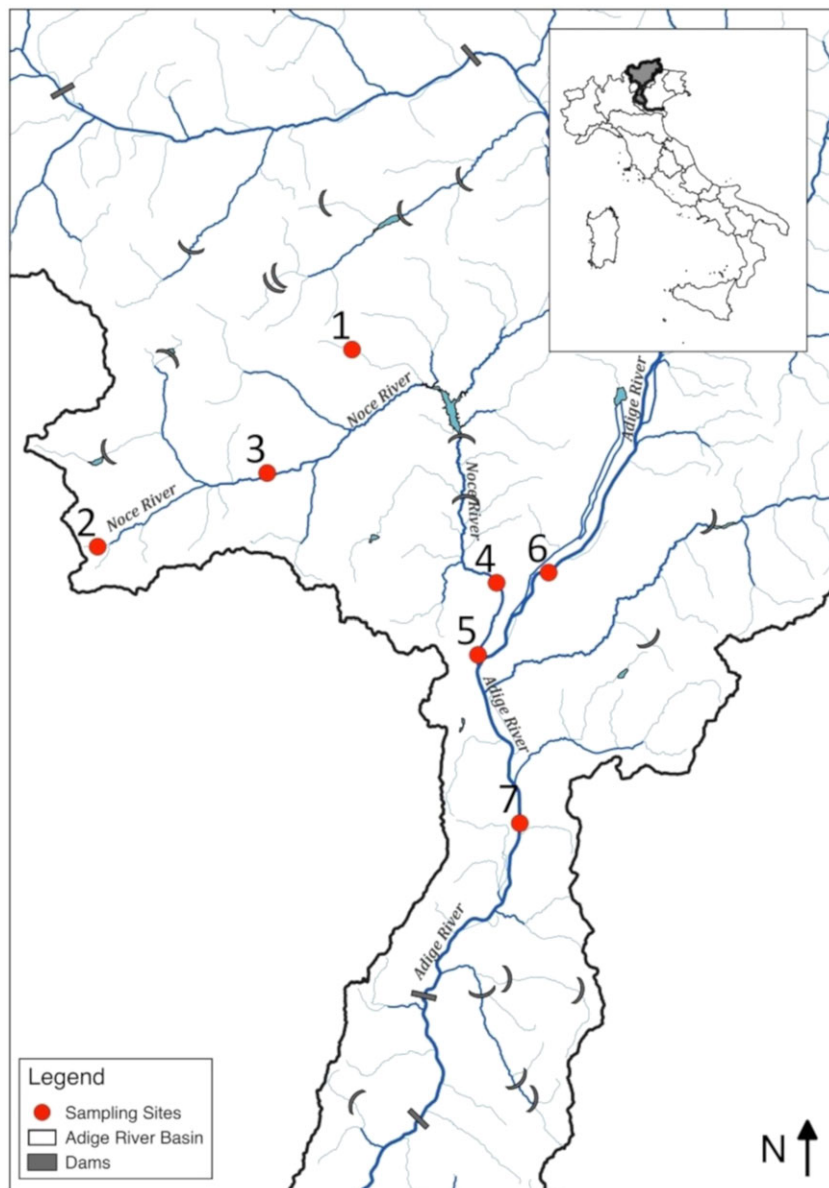 1
Noce River
Adige River
3
Noce River
Noce River
2
4
6
5
Adige River
7
Adige River
Legend
Sampling Sites
Adige River Basin
Dams
N